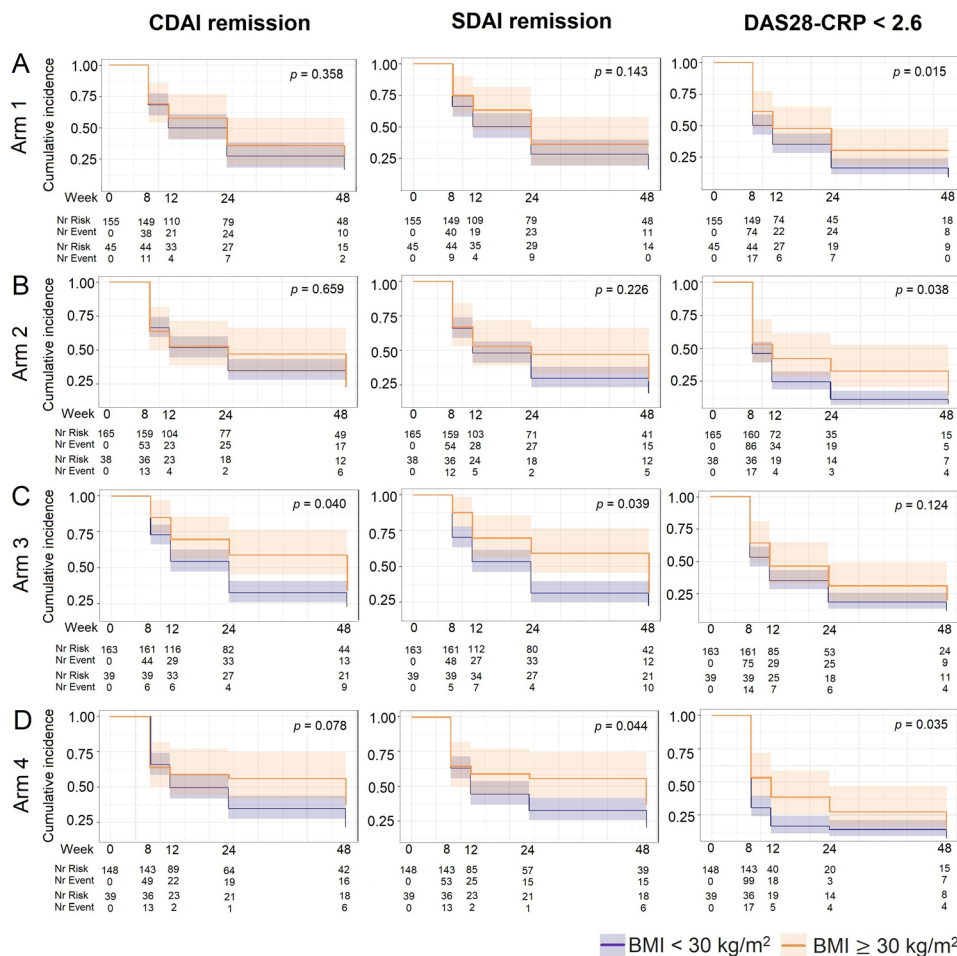 CDAI remission SDAI remission DAS28-CRP < 2.6
A
Arm 1
Cumulative incidence
1.00 1.00 1.00
0.75 0.75 0.75
0.50 0.50 0.50
0.25 0.25 0.25
p = 0.358 p = 0.143 p = 0.015
Week 0 8 12 24 48 0 8 12 24 48 0 8 12 24 48
Nr Risk 155 149 110 79 48 155 149 109 79 48 155 149 74 45 18
Nr Event 0 38 21 24 10 0 40 19 23 11 0 74 22 24 8
Nr Risk 45 44 33 27 15 45 44 35 29 14 45 44 27 19 9
Nr Event 0 11 4 7 2 0 9 4 9 0 0 17 6 7 0
B
Arm 2
Cumulative incidence
1.00 1.00 1.00
0.75 0.75 0.75
0.50 0.50 0.50
0.25 0.25 0.25
p = 0.659 p = 0.226 p = 0.038
Week 0 8 12 24 48 0 8 12 24 48 0 8 12 24 48
Nr Risk 165 159 104 77 49 165 159 103 71 41 165 160 72 35 15
Nr Event 0 53 23 25 17 0 54 28 27 15 0 86 34 19 5
Nr Risk 38 36 23 18 12 38 36 24 18 12 38 36 19 14 7
Nr Event 0 13 4 2 6 0 12 5 2 5 0 17 4 3 4
C
Arm 3
Cumulative incidence
1.00 1.00 1.00
0.75 0.75 0.75
0.50 0.50 0.50
0.25 0.25 0.25
p = 0.040 p = 0.039 p = 0.124
Week 0 8 12 24 48 0 8 12 24 48 0 8 12 24 48
Nr Risk 163 161 116 82 44 163 161 112 80 42 163 161 85 53 24
Nr Event 0 44 29 33 13 0 48 27 33 12 0 75 29 25 9
Nr Risk 39 39 33 27 21 39 39 34 27 21 39 39 25 18 11
Nr Event 0 6 6 4 9 0 5 7 4 10 0 14 7 6 4
D
Arm 4
Cumulative incidence
1.00 1.00 1.00
0.75 0.75 0.75
0.50 0.50 0.50
0.25 0.25 0.25
p = 0.078 p = 0.044 p = 0.035
Week 0 8 12 24 48 0 8 12 24 48 0 8 12 24 48
Nr Risk 148 143 89 64 42 148 143 85 57 39 148 143 40 20 15
Nr Event 0 49 22 19 16 0 53 25 15 15 0 99 18 3 7
Nr Risk 39 36 23 21 18 39 36 23 21 18 39 36 19 14 8
Nr Event 0 13 2 1 6 0 13 2 1 6 0 17 5 4 4
BMI < 30 kg/m² BMI ≥ 30 kg/m²